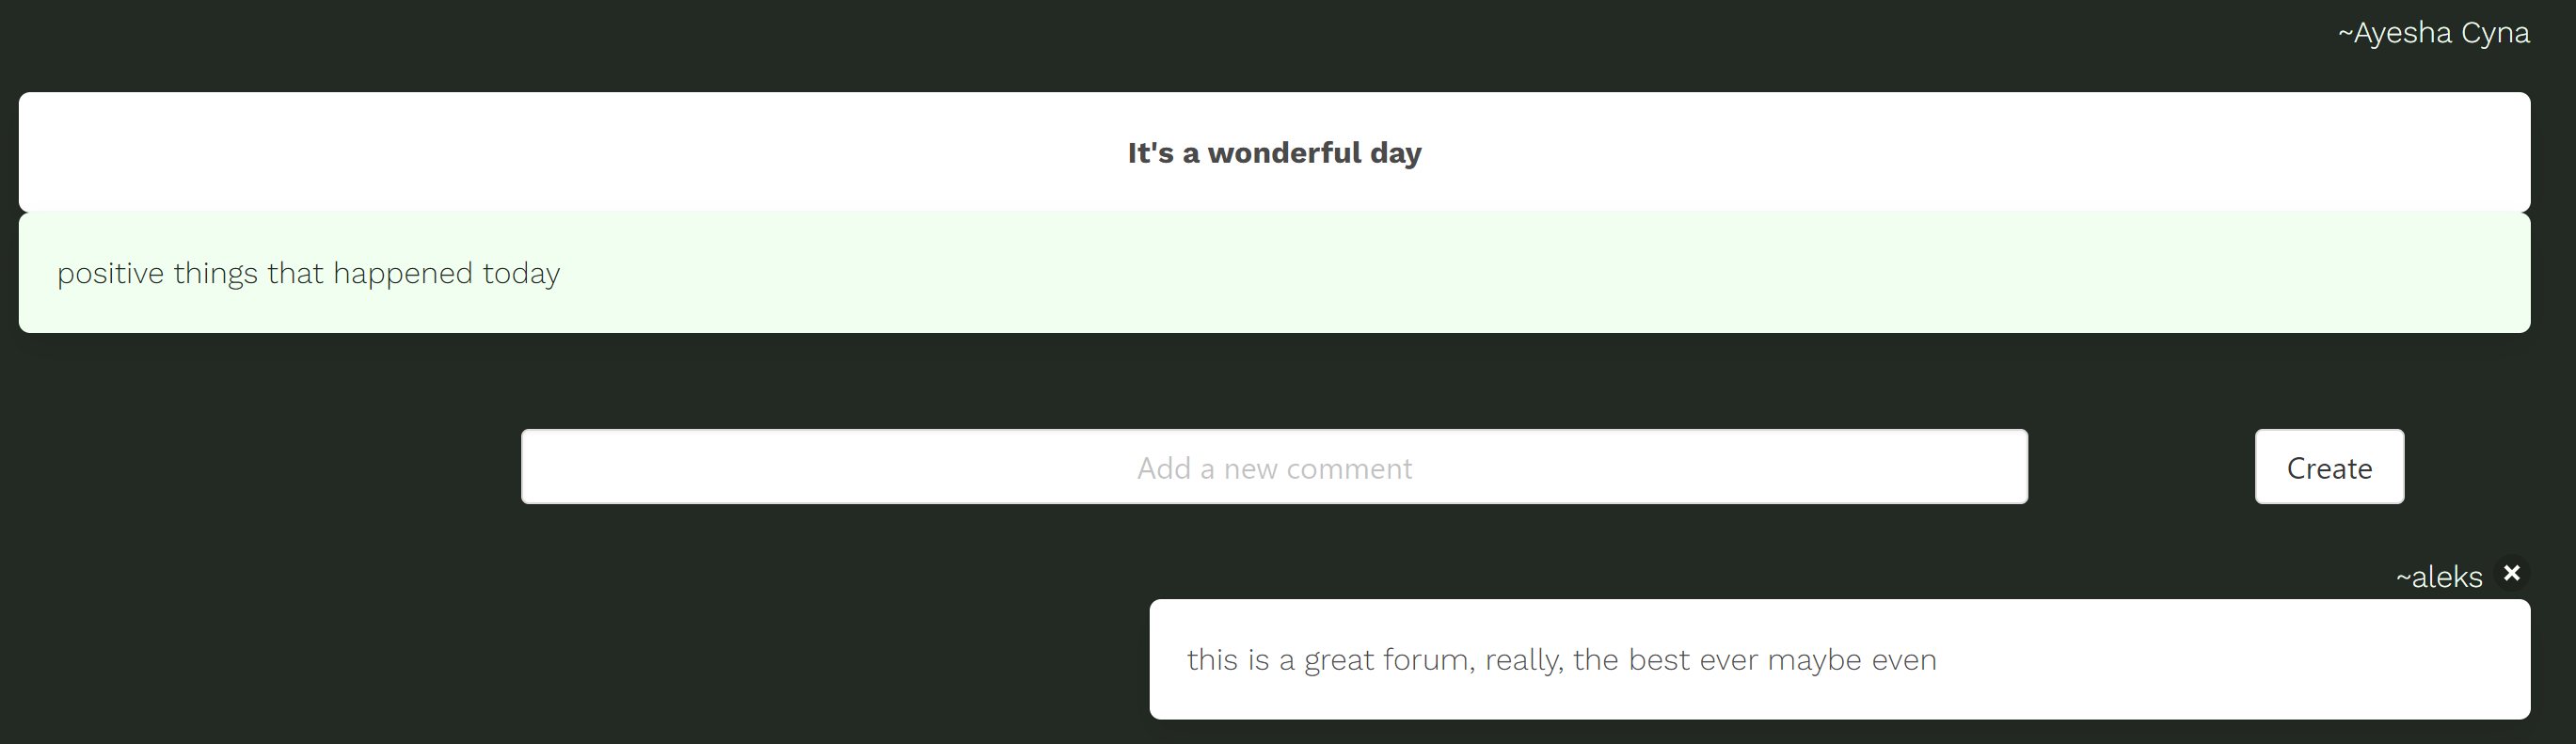 ~Ayesha Cyna
It's a wonderful day
positive things that happened today
Add a new comment
Create
~aleks
this is a great forum, really, the best ever maybe even